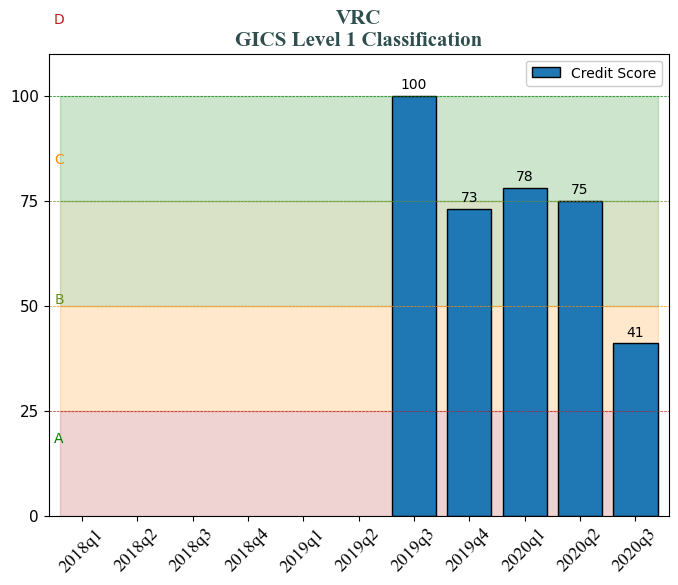 D
VRC
GICS Level 1 Classification
Credit Score
100
100
C
78
75
73
75
B
50
41
25
A
0
2018q1
2018q2
2018q3
2018q4
2019q1
2019q2
2019q3
2019q4
2020q1
2020q2
2020q3